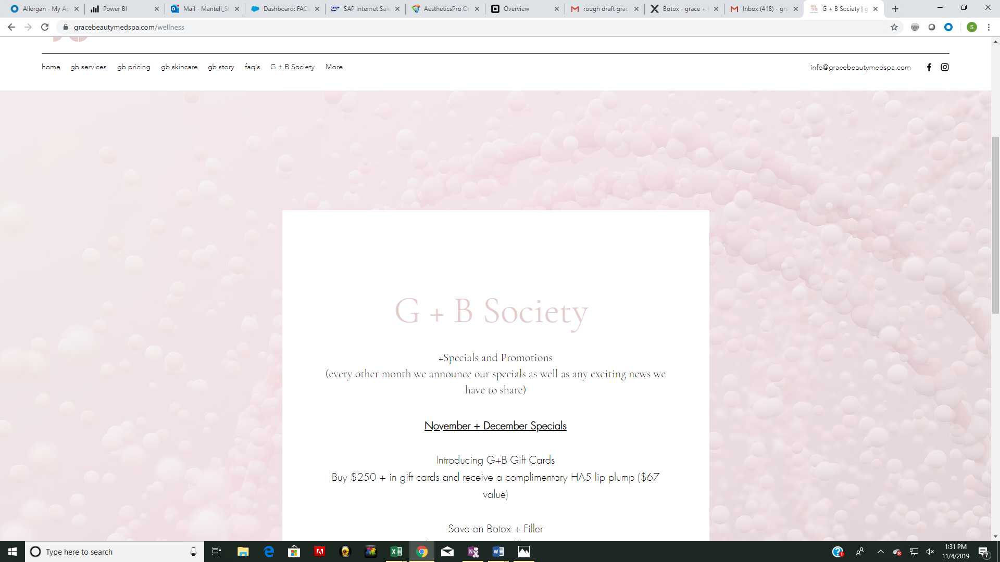 Allergan - My Ap
Power BI
Mail - Mantell_St
Dashboard: FACI
SAP Internet Sale
AestheticsPro On
Overview
rough draft grac
Botox - grace +
Inbox (418) - grs
G + B Society | g
gracebeautymedspa.com/wellness
S
home gb services gb pricing gb skincare gb story faq's G + B Society More
info@gracebeautymedspa.com
G + B Society
+Specials and Promotions
(every other month we announce our specials as well as any exciting news we
have to share)
November + December Specials
Introducing G+B Gift Cards
Buy $250 + in gift cards and receive a complimentary HA5 lip plump ($67
value)
Save on Botox + Filler
Type here to search
1:31 PM
11/4/2019
7